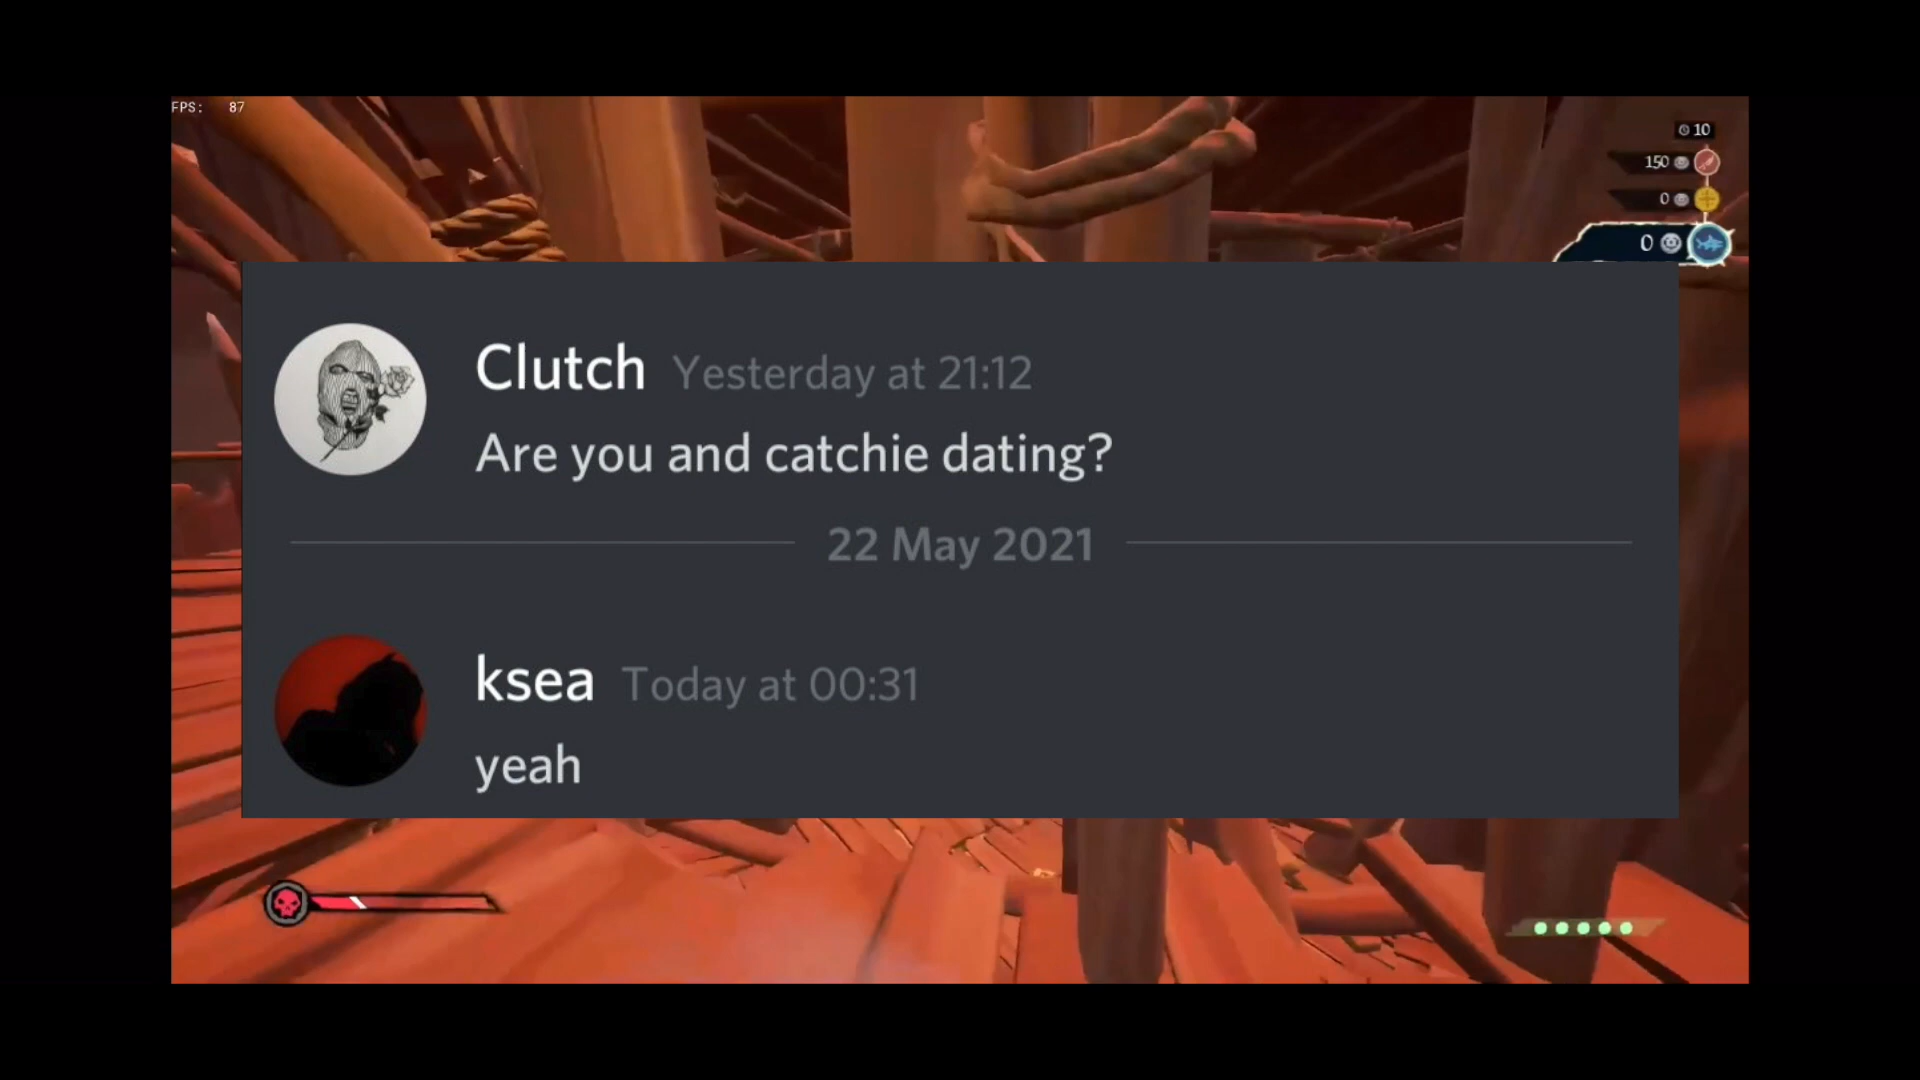 FPS: 87
10
150
0
0
Clutch Yesterday at 21:12
Are you and catchie dating?
22 May 2021
ksea Today at 00:31
yeah